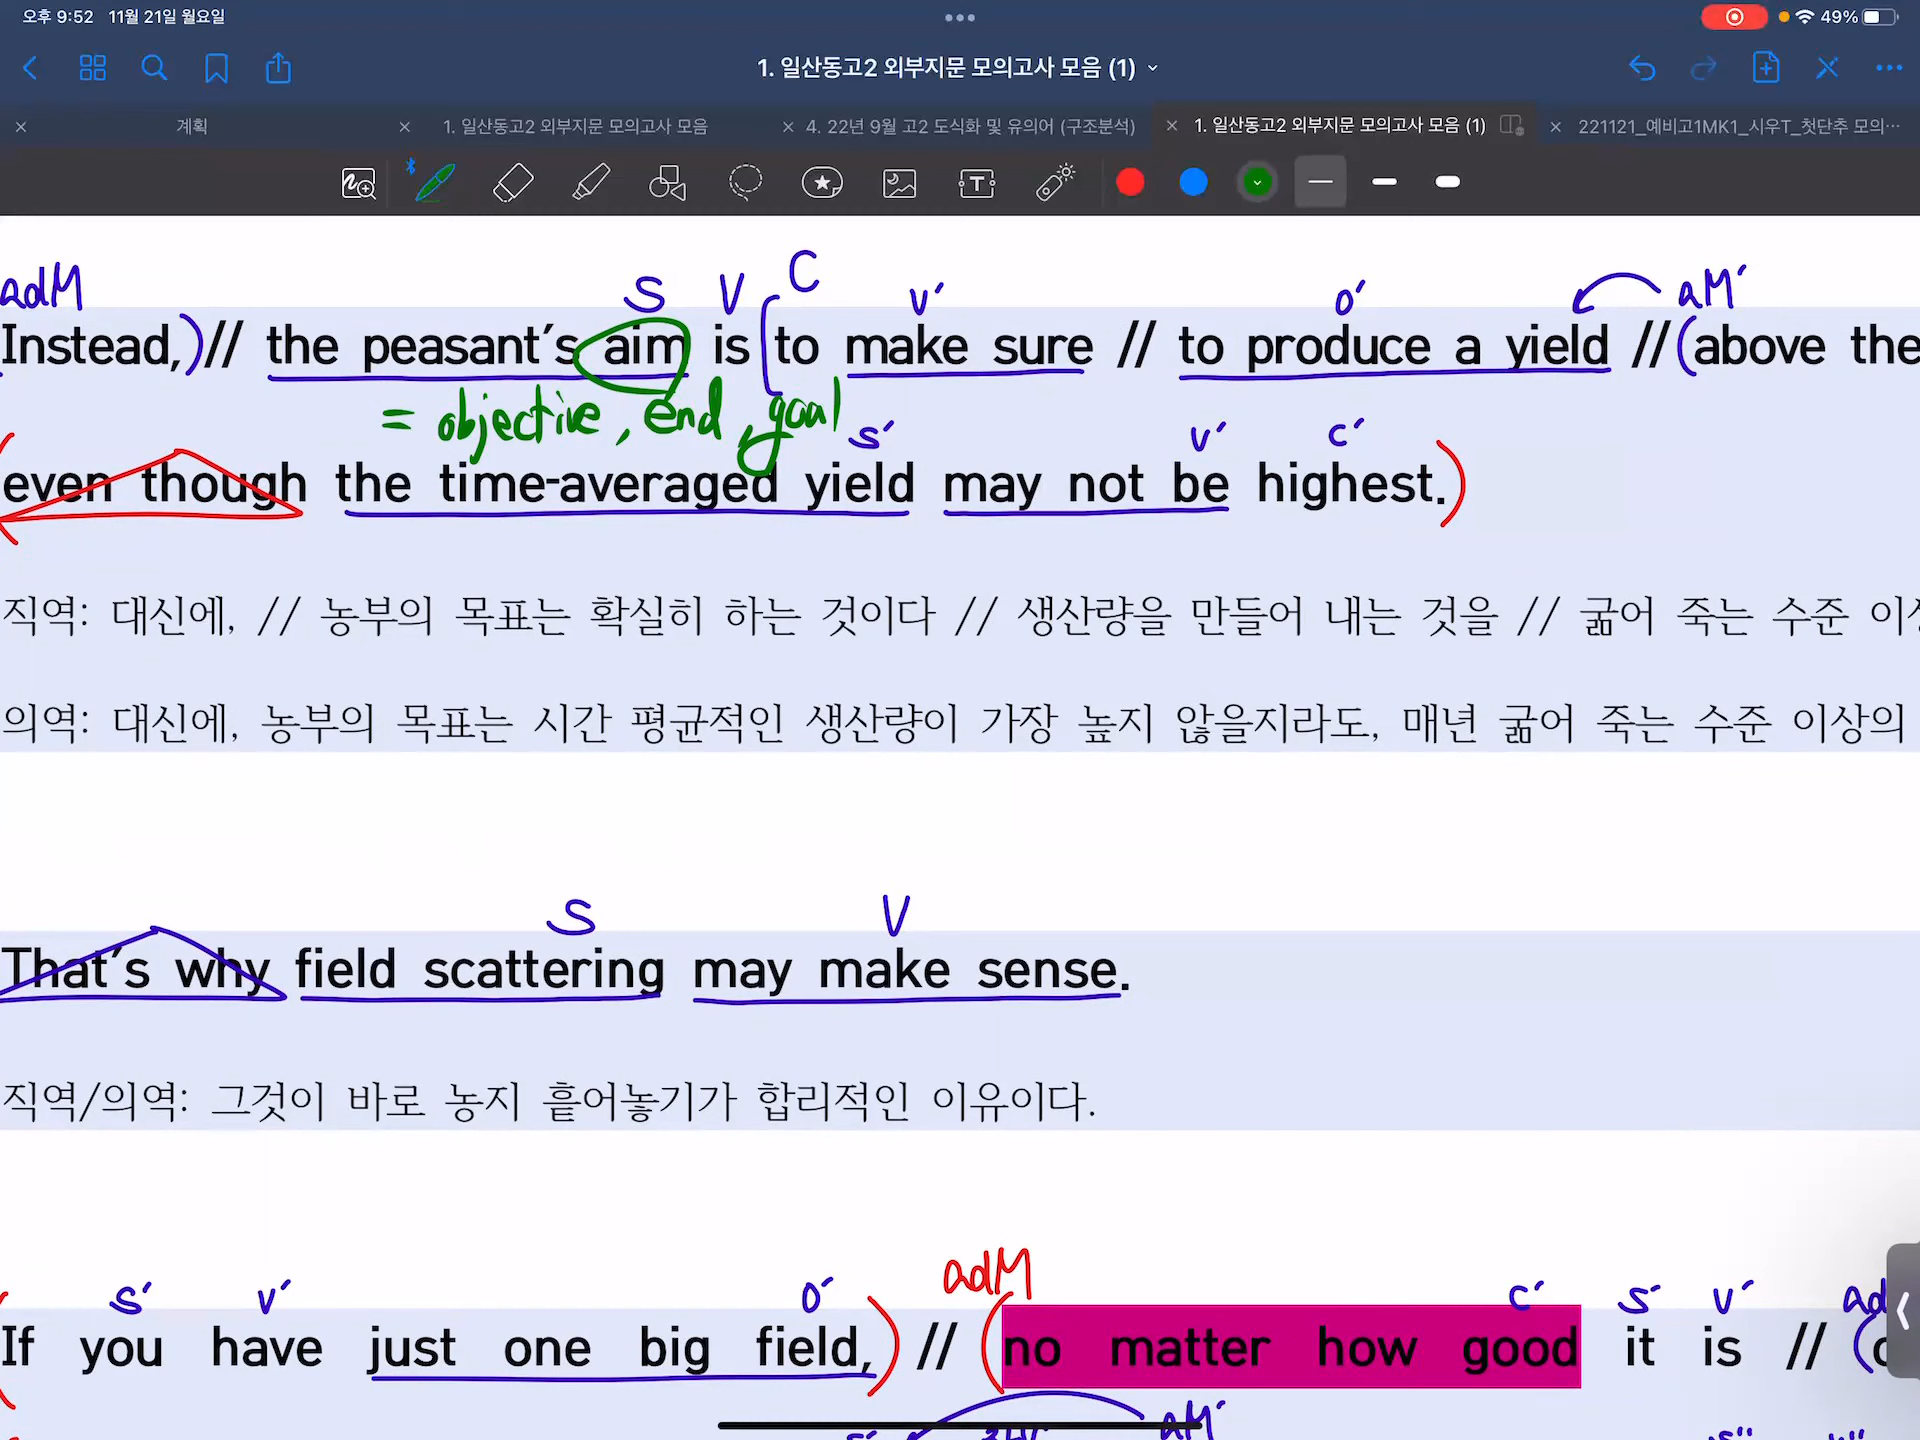 오후 9:52 11월 21일 월요일
49%
1. 일산동고2 외부지문 모의고사 모음 (1)
계획
1. 일산동고2 외부지문 모의고사 모음
4. 22년 9월 고2 도식화 및 유의어 (구조분석)
1. 일산동고2 외부지문 모의고사 모음 (1)
221121_예비고1MK1_시우T_첫단추 모의…
adM S V C v′ o′ aM′
Instead,)// the peasant's aim is [to make sure // to produce a yield //(above the
= objective, end, goal
s′ v′ c′
(even though the time-averaged yield may not be highest.)
직역: 대신에, // 농부의 목표는 확실히 하는 것이다 // 생산량을 만들어 내는 것을 // 굶어 죽는 수준
의역: 대신에, 농부의 목표는 시간 평균적인 생산량이 가장 높지 않을지라도, 매년 굶어 죽는 수준 이상의
S V
That's why field scattering may make sense.
직역/의역: 그것이 바로 농지 흩어놓기가 합리적인 이유이다.
s′ v′ o′ adM c′ s′ v′ ad
(If you have just one big field,) // (no matter how good it is // (
aM′